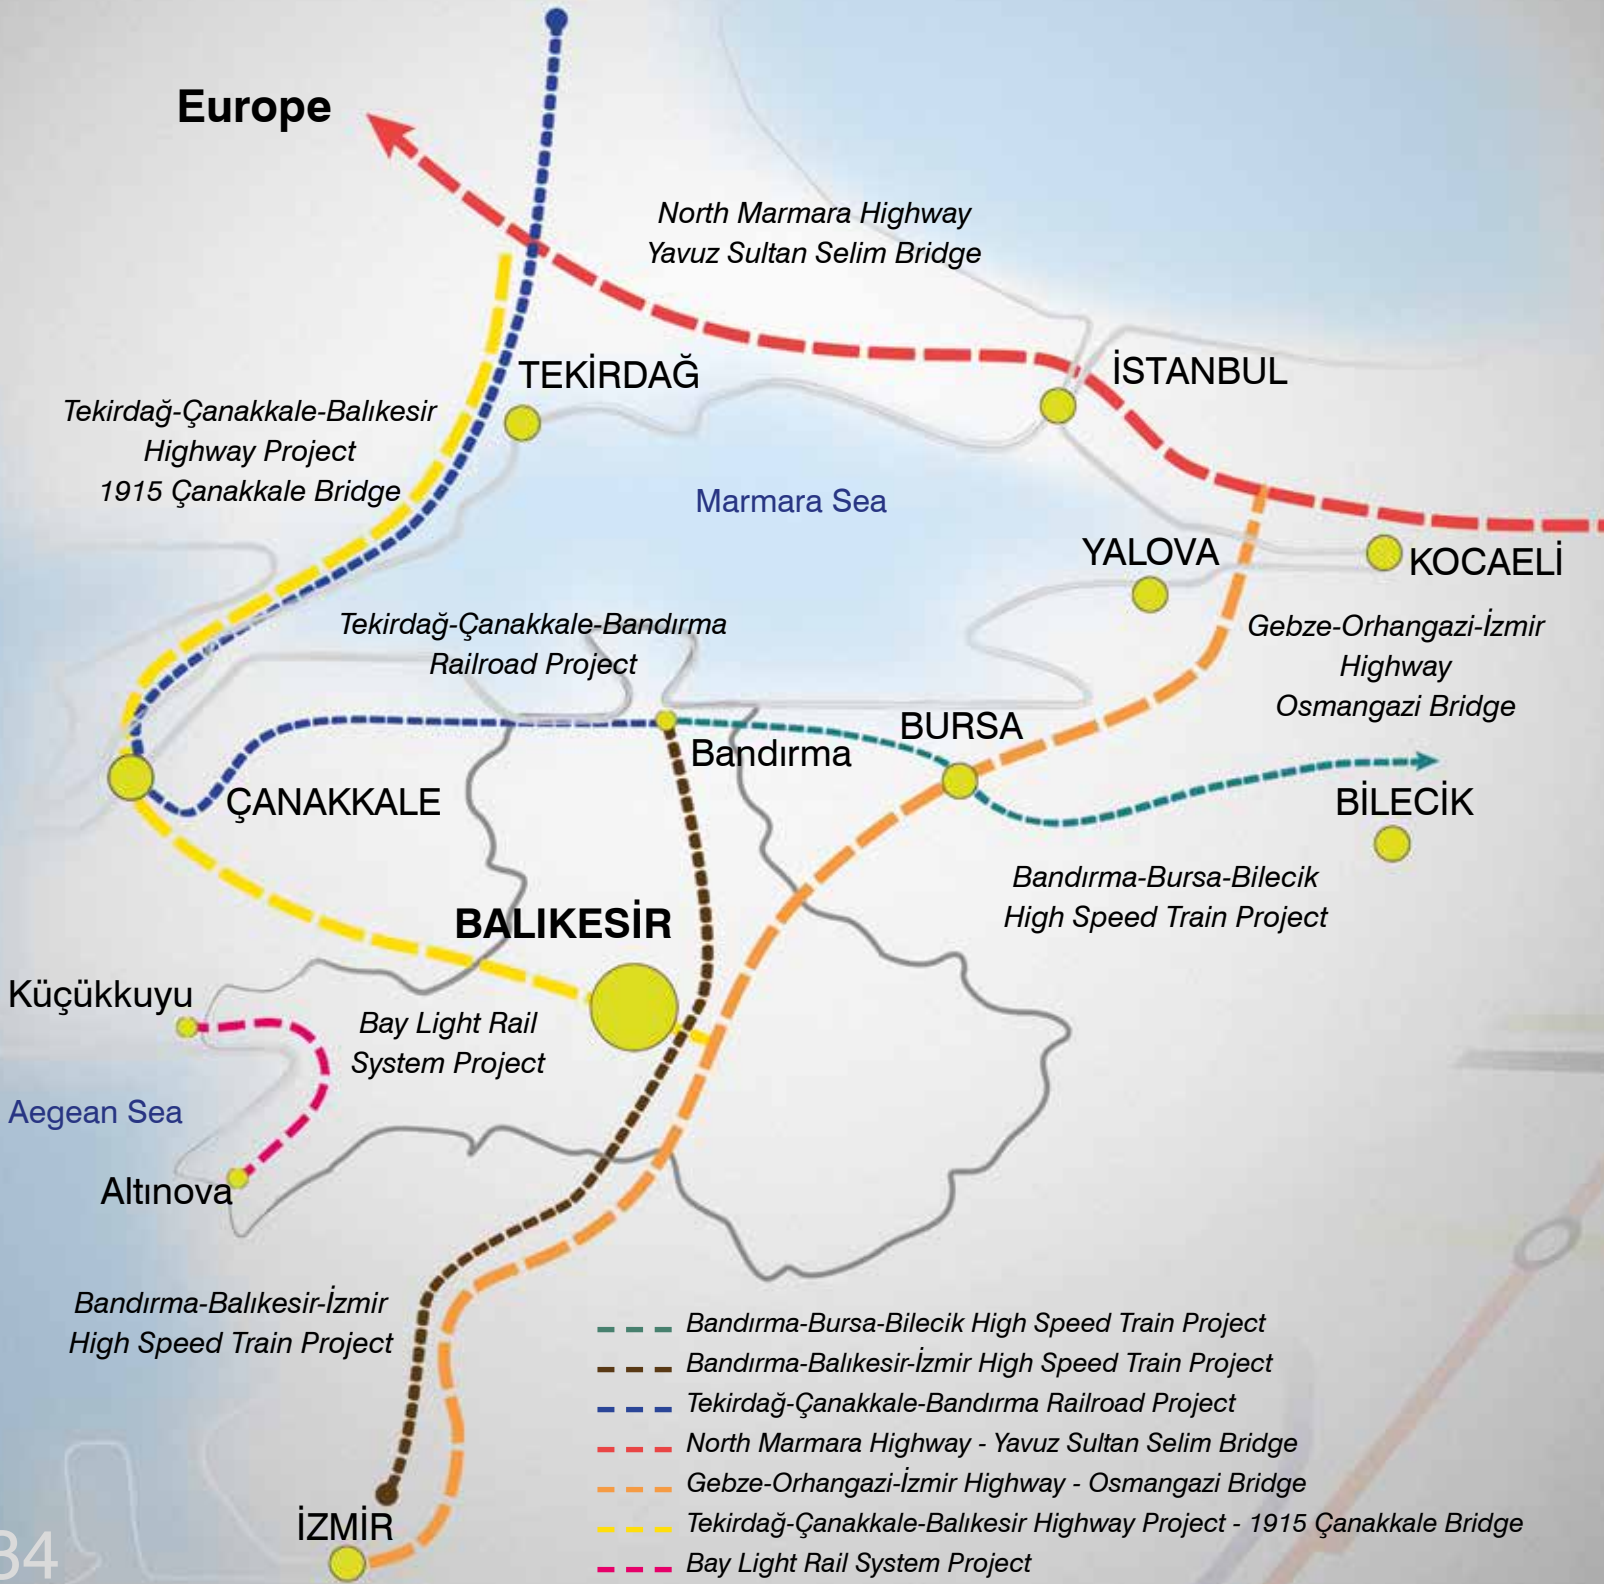 Europe
North Marmara Highway
Yavuz Sultan Selim Bridge
TEKİRDAĞ
İSTANBUL
Tekirdağ-Çanakkale-Balıkesir
Highway Project
1915 Çanakkale Bridge
Marmara Sea
YALOVA
KOCAELİ
Tekirdağ-Çanakkale-Bandırma
Railroad Project
Gebze-Orhangazi-İzmir
Highway
Osmangazi Bridge
BURSA
Bandırma
ÇANAKKALE
BİLECİK
Bandırma-Bursa-Bilecik
High Speed Train Project
BALIKESİR
Küçükkuyu
Bay Light Rail
System Project
Aegean Sea
Altınova
Bandırma-Balıkesir-İzmir
High Speed Train Project
İZMİR
Bandırma-Bursa-Bilecik High Speed Train Project
Bandırma-Balıkesir-İzmir High Speed Train Project
Tekirdağ-Çanakkale-Bandırma Railroad Project
North Marmara Highway - Yavuz Sultan Selim Bridge
Gebze-Orhangazi-İzmir Highway - Osmangazi Bridge
Tekirdağ-Çanakkale-Balıkesir Highway Project - 1915 Çanakkale Bridge
Bay Light Rail System Project
34